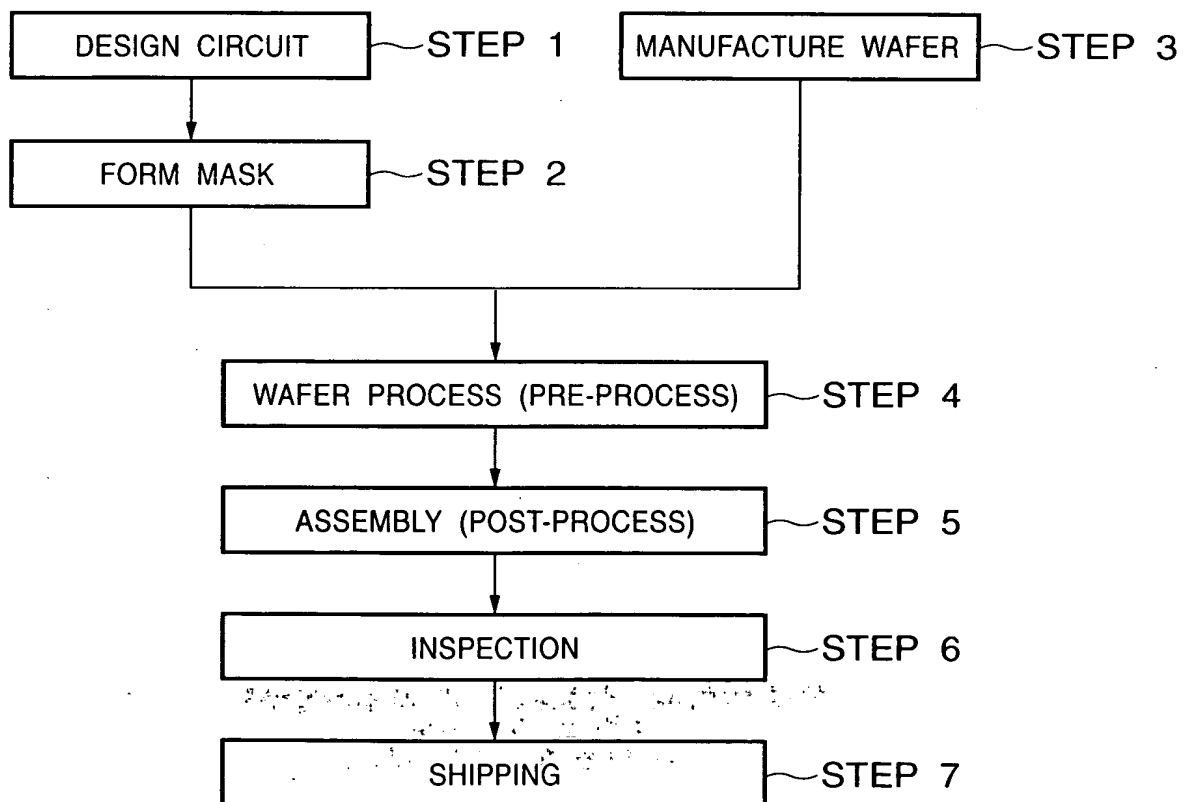 DESIGN CIRCUIT STEP 1
MANUFACTURE WAFER STEP 3
FORM MASK STEP 2
WAFER PROCESS (PRE-PROCESS) STEP 4
ASSEMBLY (POST-PROCESS) STEP 5
INSPECTION STEP 6
SHIPPING STEP 7